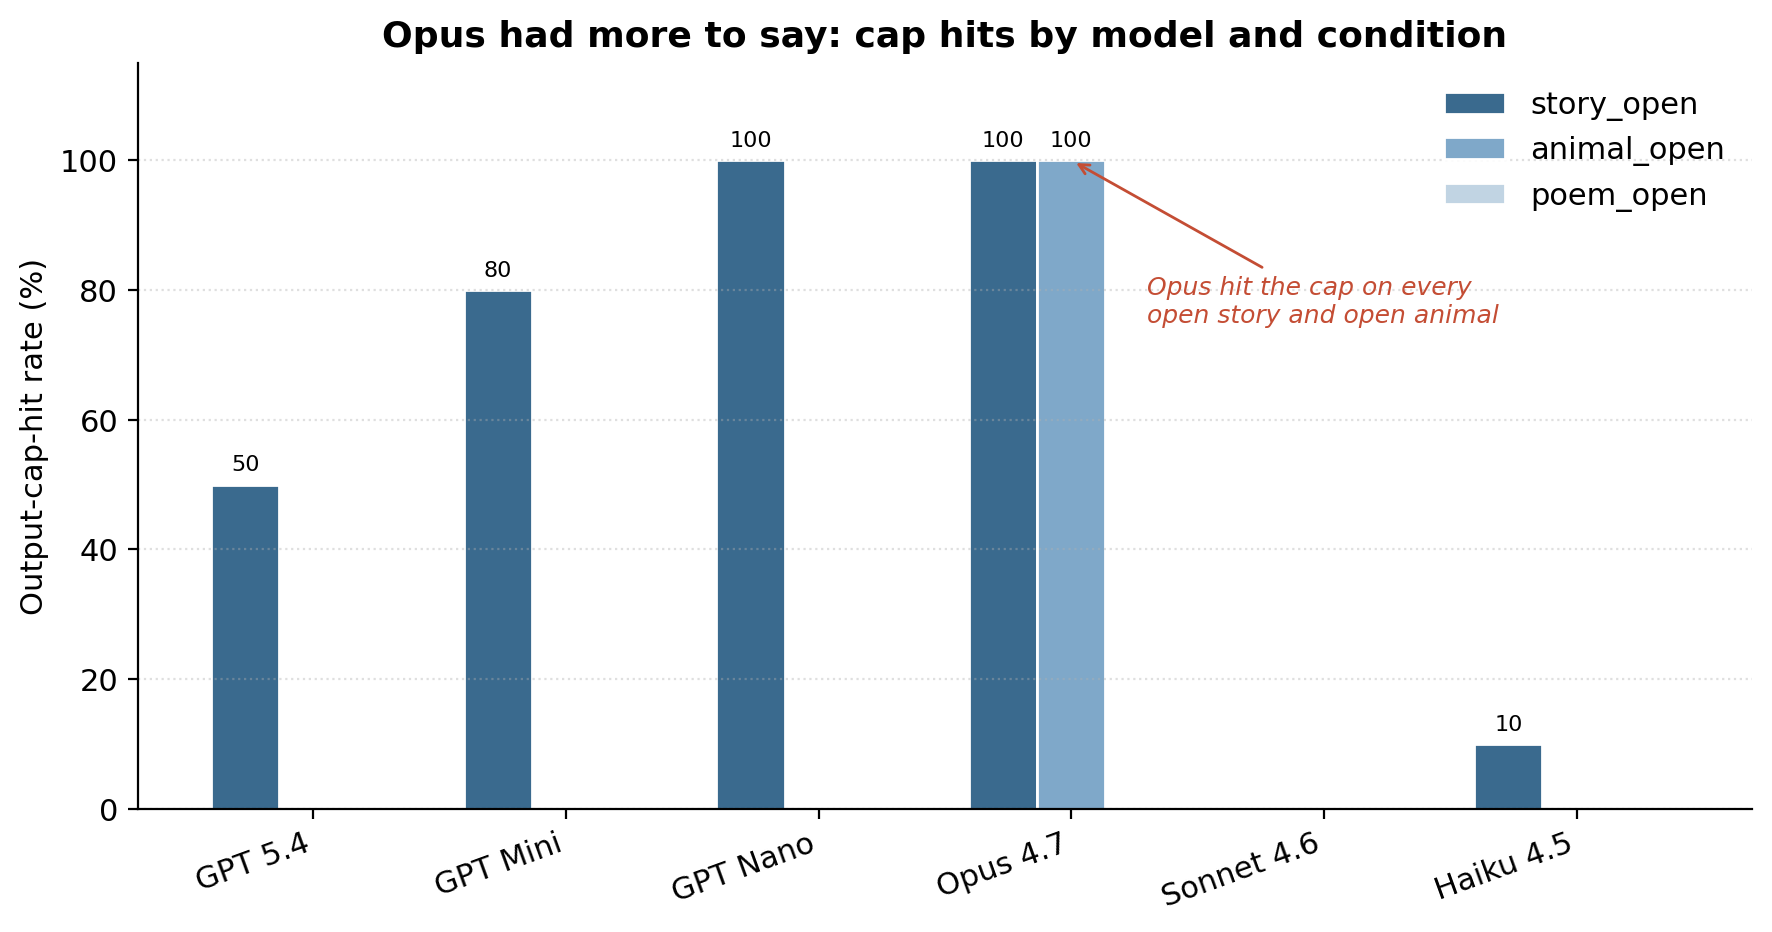 Opus had more to say: cap hits by model and condition
story_open
animal_open
poem_open
Output-cap-hit rate (%)
100
80
60
40
20
0
50
80
100
100
100
10
Opus hit the cap on every
open story and open animal
GPT 5.4
GPT Mini
GPT Nano
Opus 4.7
Sonnet 4.6
Haiku 4.5